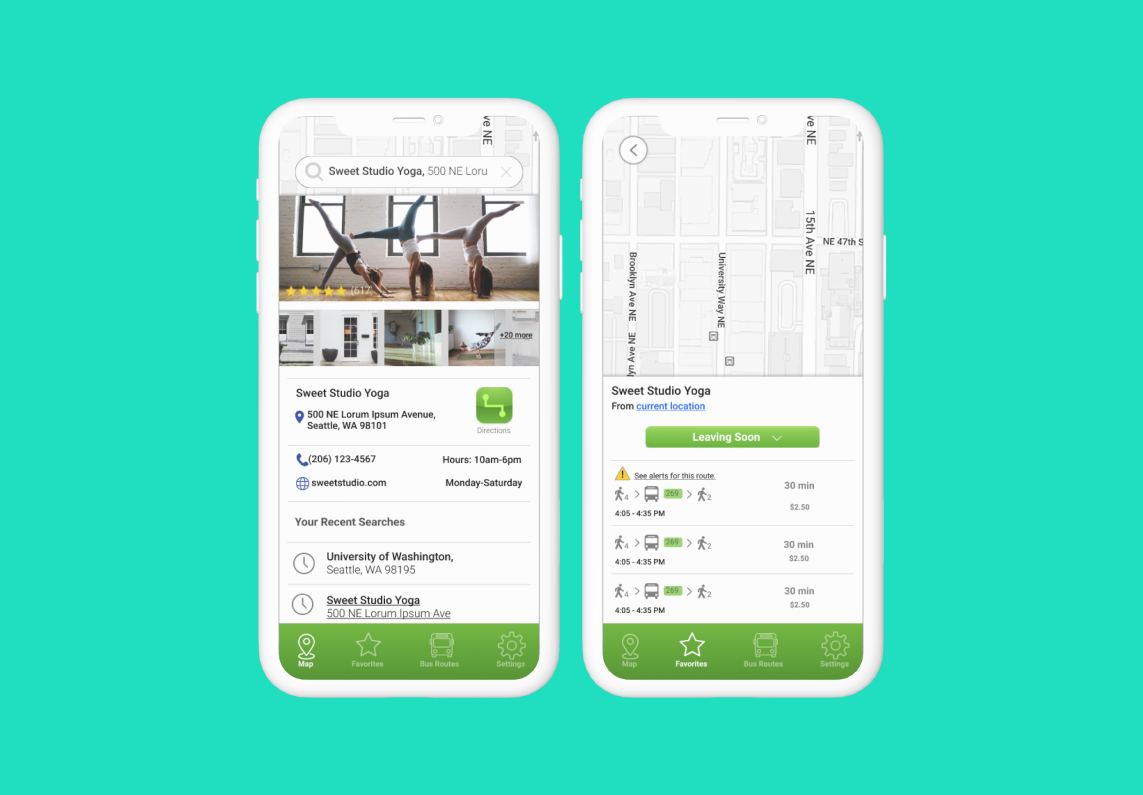 ve NE
Sweet Studio Yoga, 500 NE Loru
(617)
+20 more
Sweet Studio Yoga
500 NE Lorum Ipsum Avenue,
Seattle, WA 98101
Directions
(206) 123-4567
Hours: 10am-6pm
sweetstudio.com
Monday-Saturday
Your Recent Searches
University of Washington,
Seattle, WA 98195
Sweet Studio Yoga
500 NE Lorum Ipsum Ave
Map
Favorites
Bus Routes
Settings
ve NE
15th Ave NE
NE 47th S
Brooklyn Ave NE
University Way NE
lyn Ave NE
Sweet Studio Yoga
From current location
Leaving Soon
See alerts for this route.
4 > 269 > 2
30 min
4:05 - 4:35 PM
$2.50
4 > 269 > 2
30 min
4:05 - 4:35 PM
$2.50
4 > 269 > 2
30 min
4:05 - 4:35 PM
$2.50
Map
Favorites
Bus Routes
Settings